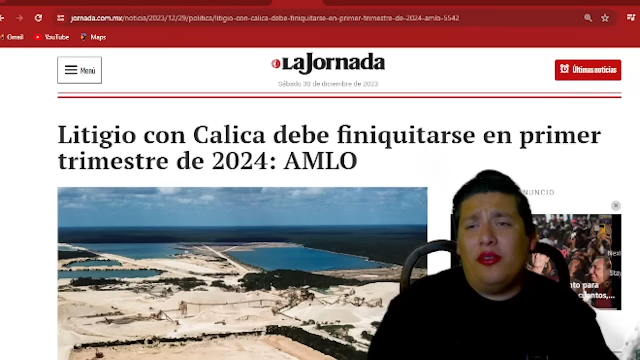 jornada.com.mx/noticia/2023/12/29/politica/litigio-con-calica-debe-finiquitarse-en-primer-trimestre-de-2024-amlo-5542
Gmail
YouTube
Maps
Menú
LaJornada
Últimas noticias
Sábado 30 de diciembre de 2023
Litigio con Calica debe finiquitarse en primer
trimestre de 2024: AMLO